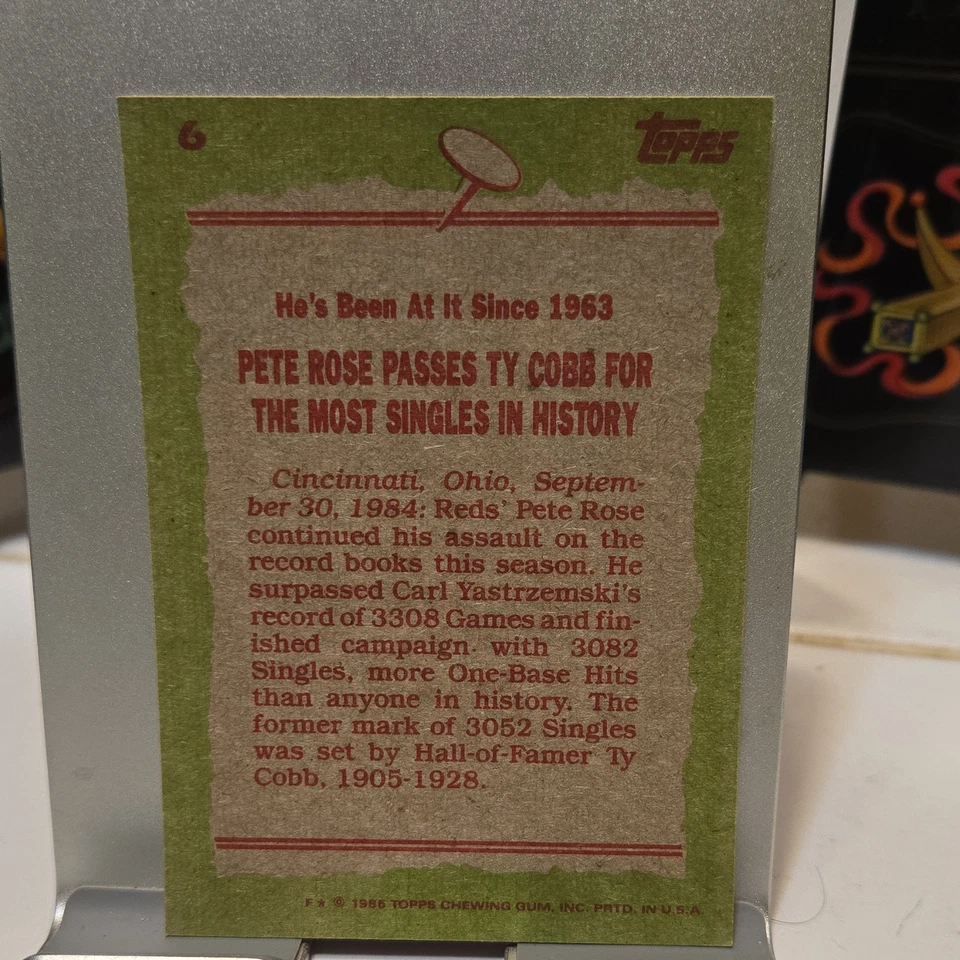 6
Topps
He's Been At It Since 1963
PETE ROSE PASSES TY COBB FOR
THE MOST SINGLES IN HISTORY
Cincinnati, Ohio, Septem-
ber 30, 1984: Reds' Pete Rose
continued his assault on the
record books this season. He
surpassed Carl Yastrzemski's
record of 3308 Games and fin-
ished campaign with 3082
Singles, more One-Base Hits
than anyone in history. The
former mark of 3052 Singles
was set by Hall-of-Famer Ty
Cobb, 1905-1928.
F★ © 1985 TOPPS CHEWING GUM, INC. PRTD. IN U.S.A.